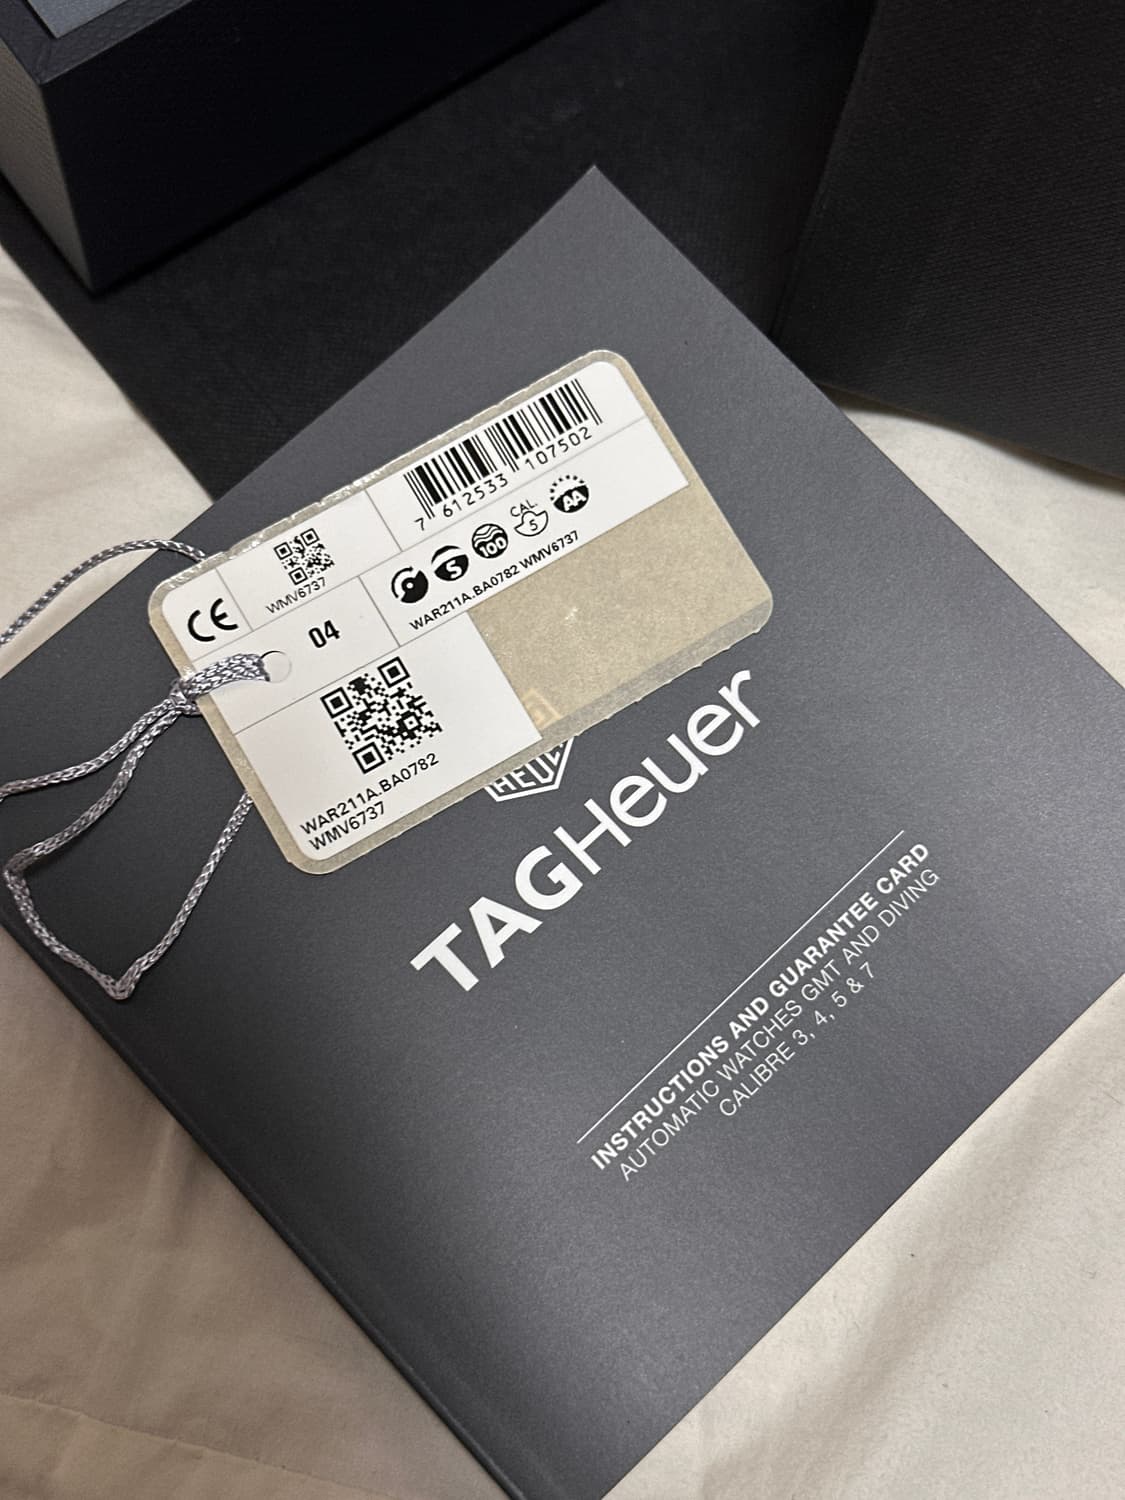 7 612533 107502
WMV6737
CE
S
100
CAL.
5
AA
WAR211A.BA0782 WMV6737
04
WAR211A.BA0782
WMV6737
TAGHeuer
INSTRUCTIONS AND GUARANTEE CARD
AUTOMATIC WATCHES GMT AND DIVING
CALIBRE 3, 4, 5 & 7